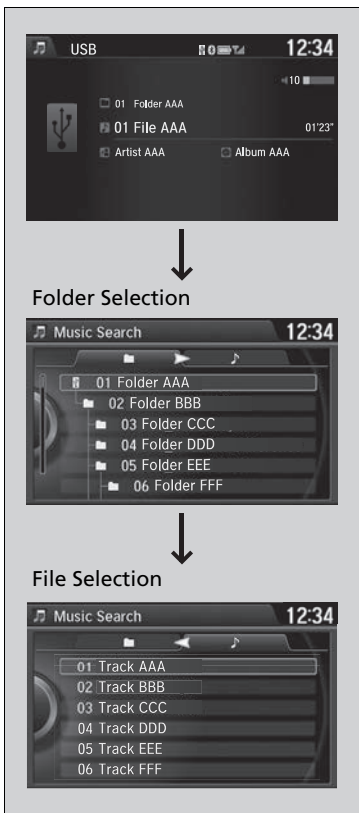 USB 12:34
10
01 Folder AAA
01 File AAA 01'23"
Artist AAA Album AAA
Folder Selection
Music Search 12:34
01 Folder AAA
02 Folder BBB
03 Folder CCC
04 Folder DDD
05 Folder EEE
06 Folder FFF
File Selection
Music Search 12:34
01 Track AAA
02 Track BBB
03 Track CCC
04 Track DDD
05 Track EEE
06 Track FFF